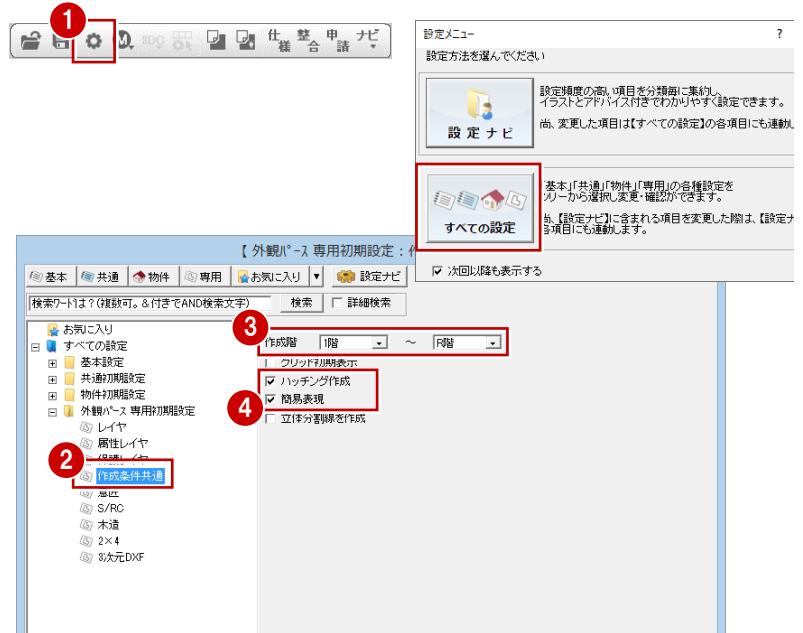 1
3DC
仕様
整合
申請
ナビ
設定メニュー ?
設定方法を選んでください
設定ナビ
設定頻度の高い項目を分類毎に集約し、
イラストとアドバイス付きでわかりやすく設定できます。
尚、変更した項目は【すべての設定】の各項目にも連動し
すべての設定
「基本」「共通」「物件」「専用」の各種設定を
ツリーから選択し変更・確認ができます。
尚、【設定ナビ】に含まれる項目を変更した際は、【設定ナ
各項目にも連動します。
次回以降も表示する
【 外観パース 専用初期設定 : 作
基本 共通 物件 専用 お気に入り 設定ナビ
検索ワードは？(複数可。&付きでAND検索文字) 検索 詳細検索
お気に入り
すべての設定
基本設定
共通初期設定
物件初期設定
外観パース 専用初期設定
レイヤ
属性レイヤ
2
作成条件共通
意匠
S/RC
木造
2×4
3次元DXF
3
作成階 1階 ～ R階
グリッド初期表示
4
ハッチング作成
簡易表現
立体分割線を作成